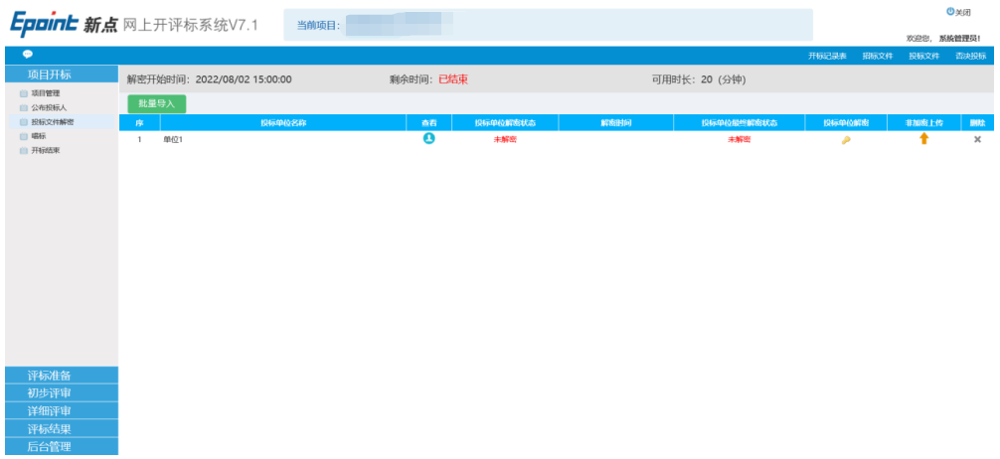 Epoint 新点 网上开评标系统V7.1
当前项目：
关闭
欢迎您，系统管理员!
开标记录表 招标文件 投标文件 否决投标
项目开标
项目管理
公布投标人
投标文件解密
唱标
开标结果
评标准备
初步评审
详细评审
评标结果
后台管理
解密开始时间：2022/08/02 15:00:00 剩余时间：已结束 可用时长：20（分钟）
批量导入
序 投标单位名称 查看 投标单位解密状态 解密时间 投标单位最终解密状态 投标单位解密 非加密上传 删除
1 单位1 未解密 未解密